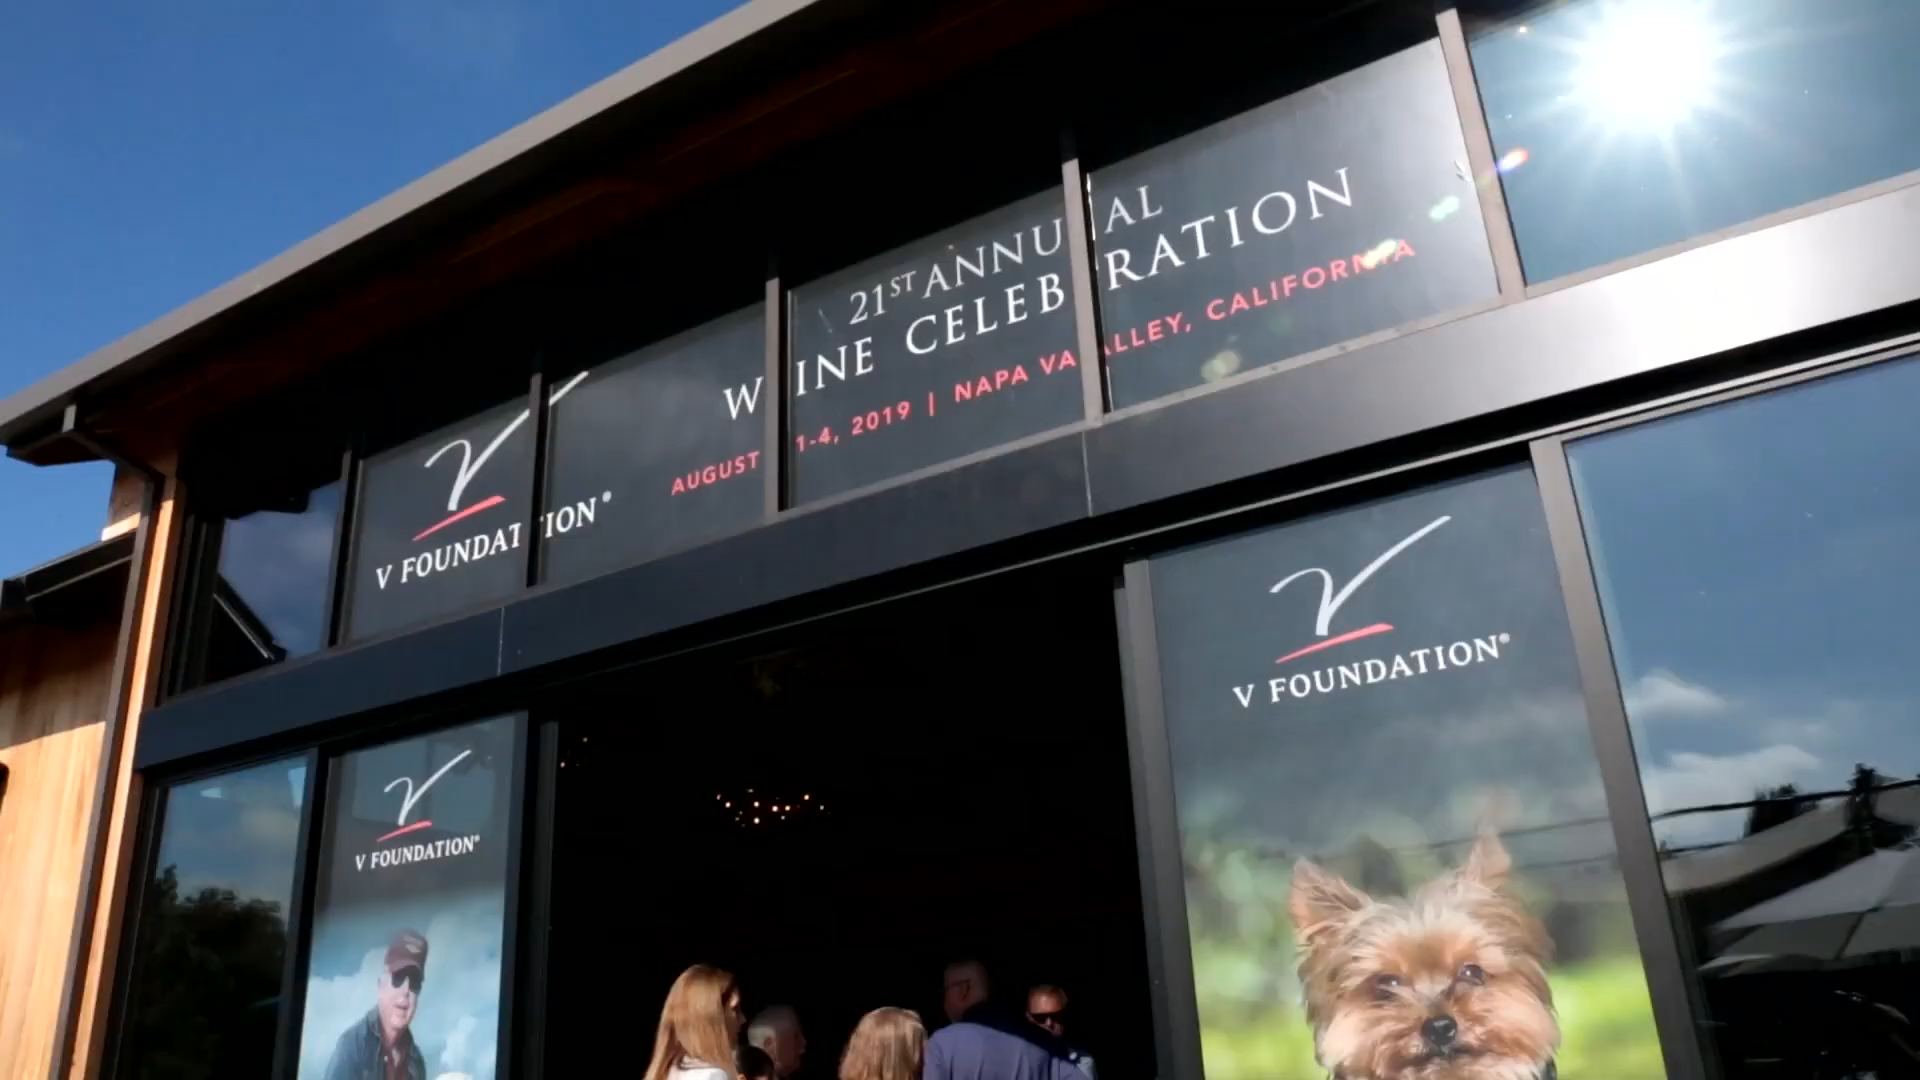 21ST ANNUAL
WINE CELEBRATION
AUGUST 1-4, 2019 | NAPA VALLEY, CALIFORNIA
V FOUNDATION®
V FOUNDATION®
V FOUNDATION®